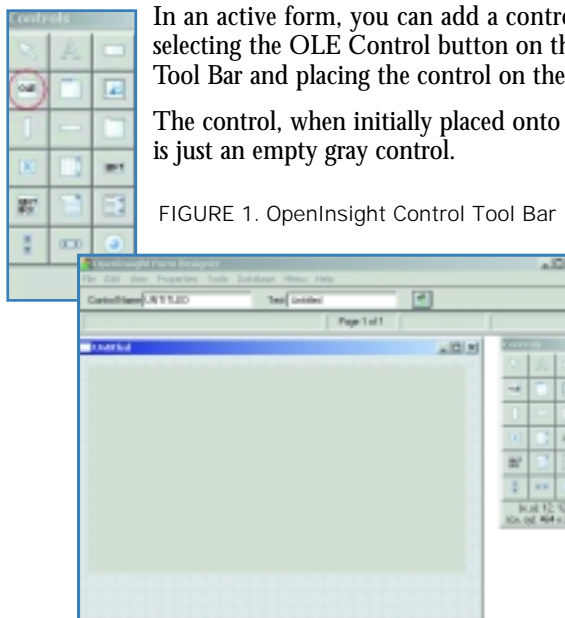 Controls
In an active form, you can add a contro
selecting the OLE Control button on th
Tool Bar and placing the control on the
The control, when initially placed onto
is just an empty gray control.
OLE
FIGURE 1. OpenInsight Control Tool Bar
OpenInsight Form Designer
File Edit View Properties Tools Database Menu Help
Control Name UNTITLED Text Untitled
Page 1 of 1
Untitled
Controls